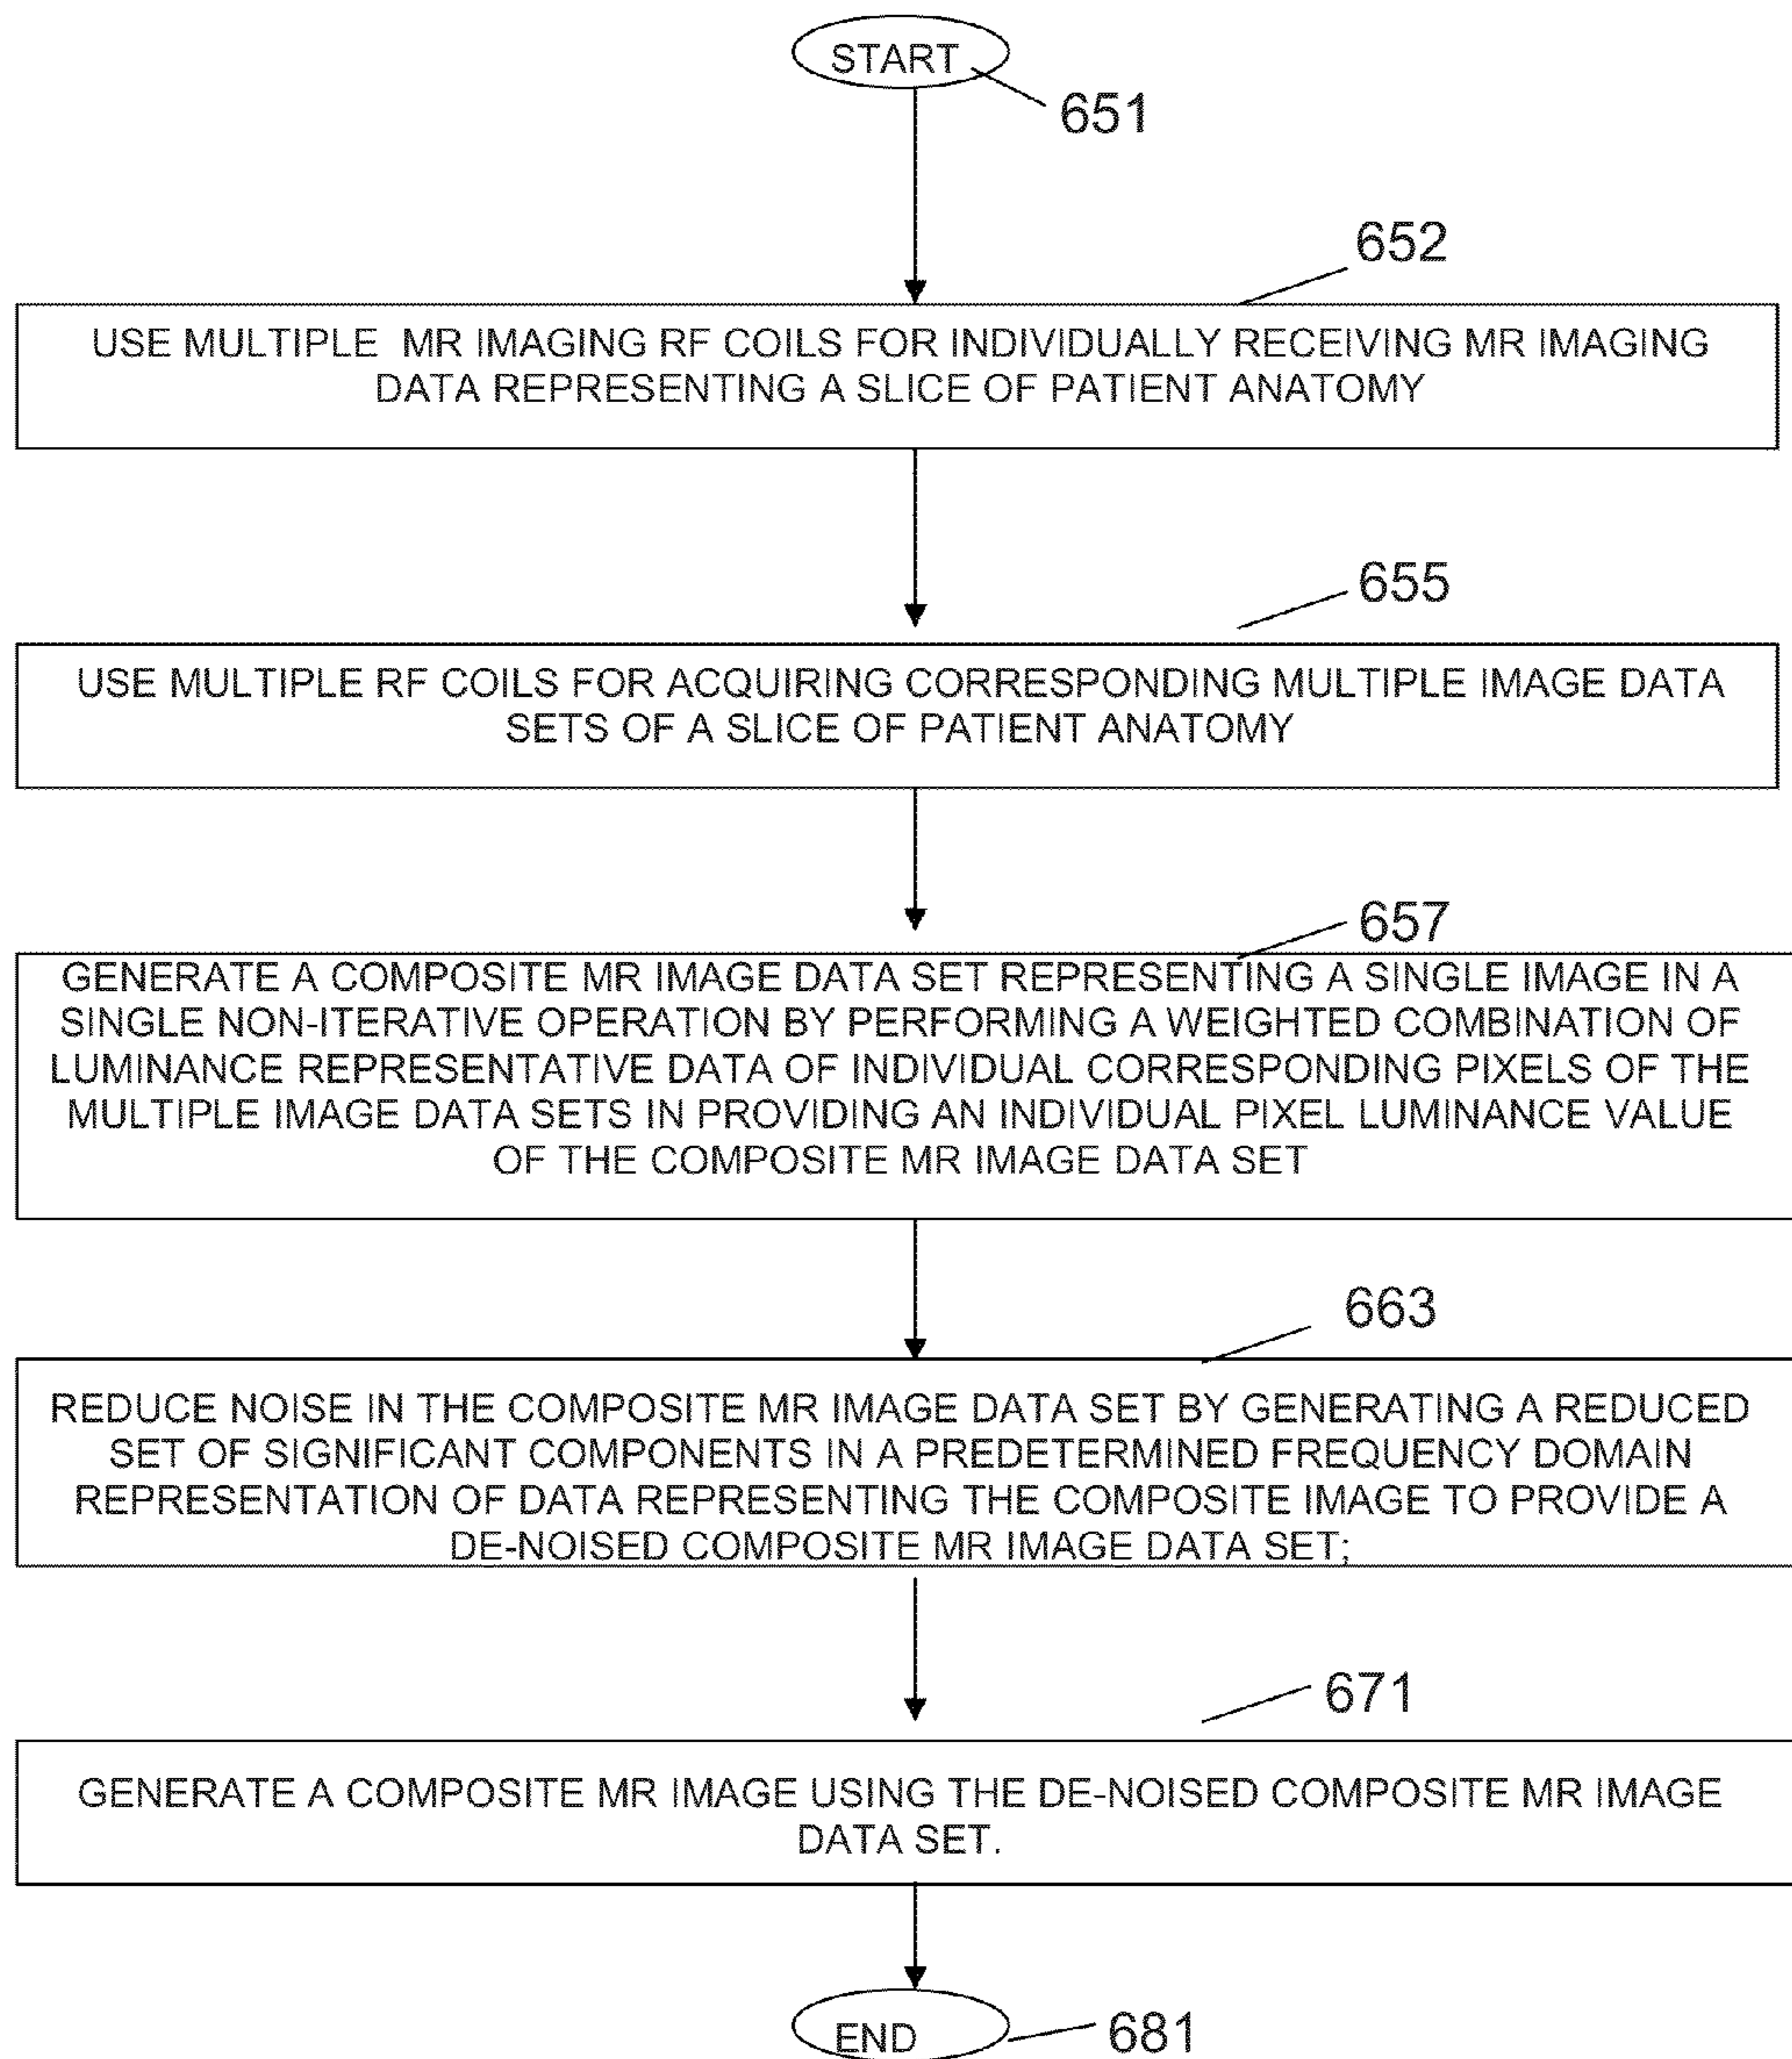 START
651
652
USE MULTIPLE MR IMAGING RF COILS FOR INDIVIDUALLY RECEIVING MR IMAGING
DATA REPRESENTING A SLICE OF PATIENT ANATOMY
655
USE MULTIPLE RF COILS FOR ACQUIRING CORRESPONDING MULTIPLE IMAGE DATA
SETS OF A SLICE OF PATIENT ANATOMY
657
GENERATE A COMPOSITE MR IMAGE DATA SET REPRESENTING A SINGLE IMAGE IN A
SINGLE NON-ITERATIVE OPERATION BY PERFORMING A WEIGHTED COMBINATION OF
LUMINANCE REPRESENTATIVE DATA OF INDIVIDUAL CORRESPONDING PIXELS OF THE
MULTIPLE IMAGE DATA SETS IN PROVIDING AN INDIVIDUAL PIXEL LUMINANCE VALUE
OF THE COMPOSITE MR IMAGE DATA SET
663
REDUCE NOISE IN THE COMPOSITE MR IMAGE DATA SET BY GENERATING A REDUCED
SET OF SIGNIFICANT COMPONENTS IN A PREDETERMINED FREQUENCY DOMAIN
REPRESENTATION OF DATA REPRESENTING THE COMPOSITE IMAGE TO PROVIDE A
DE-NOISED COMPOSITE MR IMAGE DATA SET;
671
GENERATE A COMPOSITE MR IMAGE USING THE DE-NOISED COMPOSITE MR IMAGE
DATA SET.
END
681